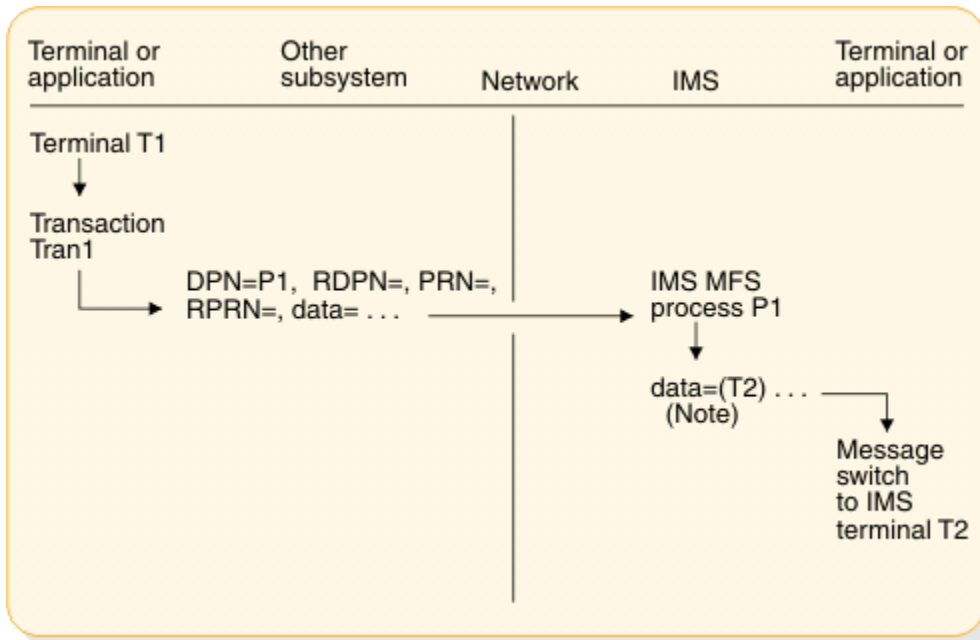 Terminal or
application
Other
subsystem
Network
IMS
Terminal or
application
Terminal T1
Transaction
Tran1
DPN=P1, RDPN=, PRN=,
RPRN=, data= . . .
IMS MFS
process P1
data=(T2) . . .
(Note)
Message
switch
to IMS
terminal T2